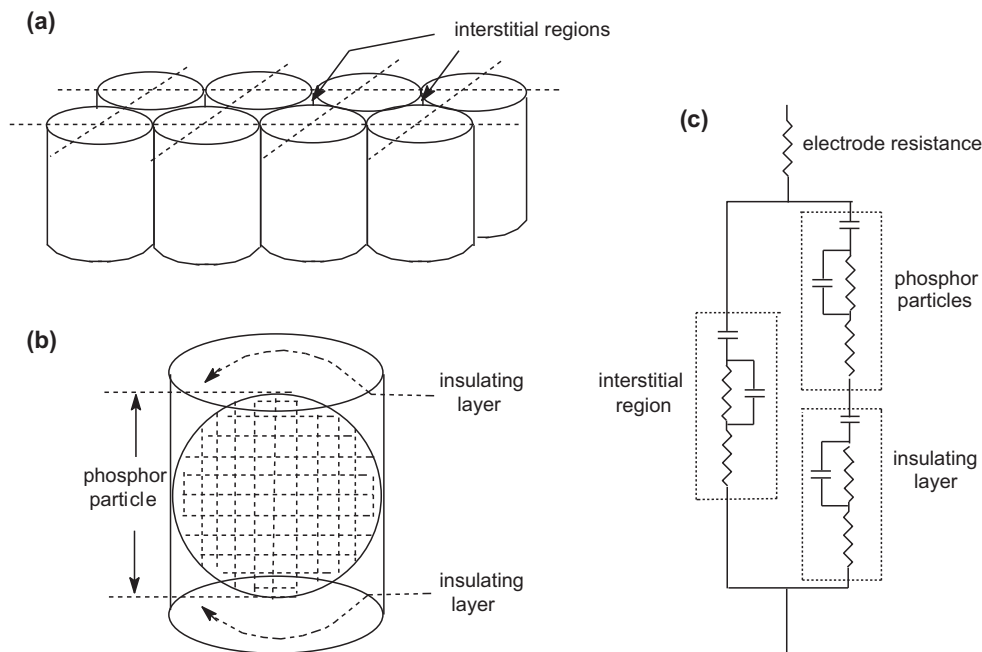 (a)
interstitial regions
(b)
insulating
layer
phosphor
particle
insulating
layer
(c)
electrode resistance
phosphor
particles
interstitial
region
insulating
layer